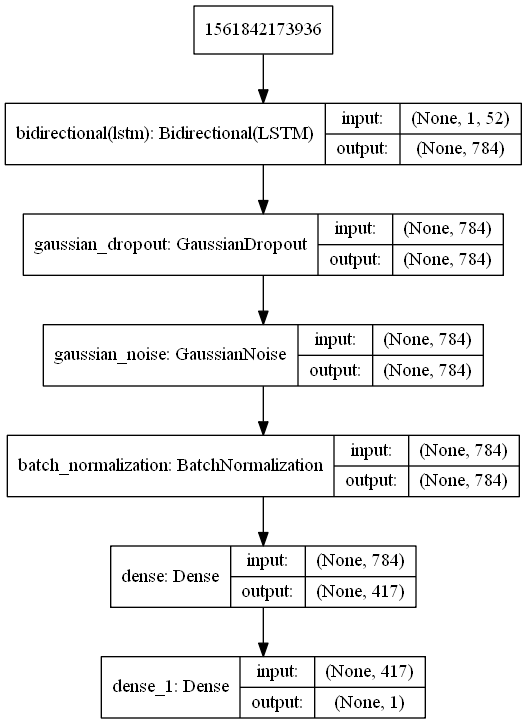 1561842173936
bidirectional(lstm): Bidirectional(LSTM)
input: (None, 1, 52)
output: (None, 784)
gaussian_dropout: GaussianDropout
input: (None, 784)
output: (None, 784)
gaussian_noise: GaussianNoise
input: (None, 784)
output: (None, 784)
batch_normalization: BatchNormalization
input: (None, 784)
output: (None, 784)
dense: Dense
input: (None, 784)
output: (None, 417)
dense_1: Dense
input: (None, 417)
output: (None, 1)